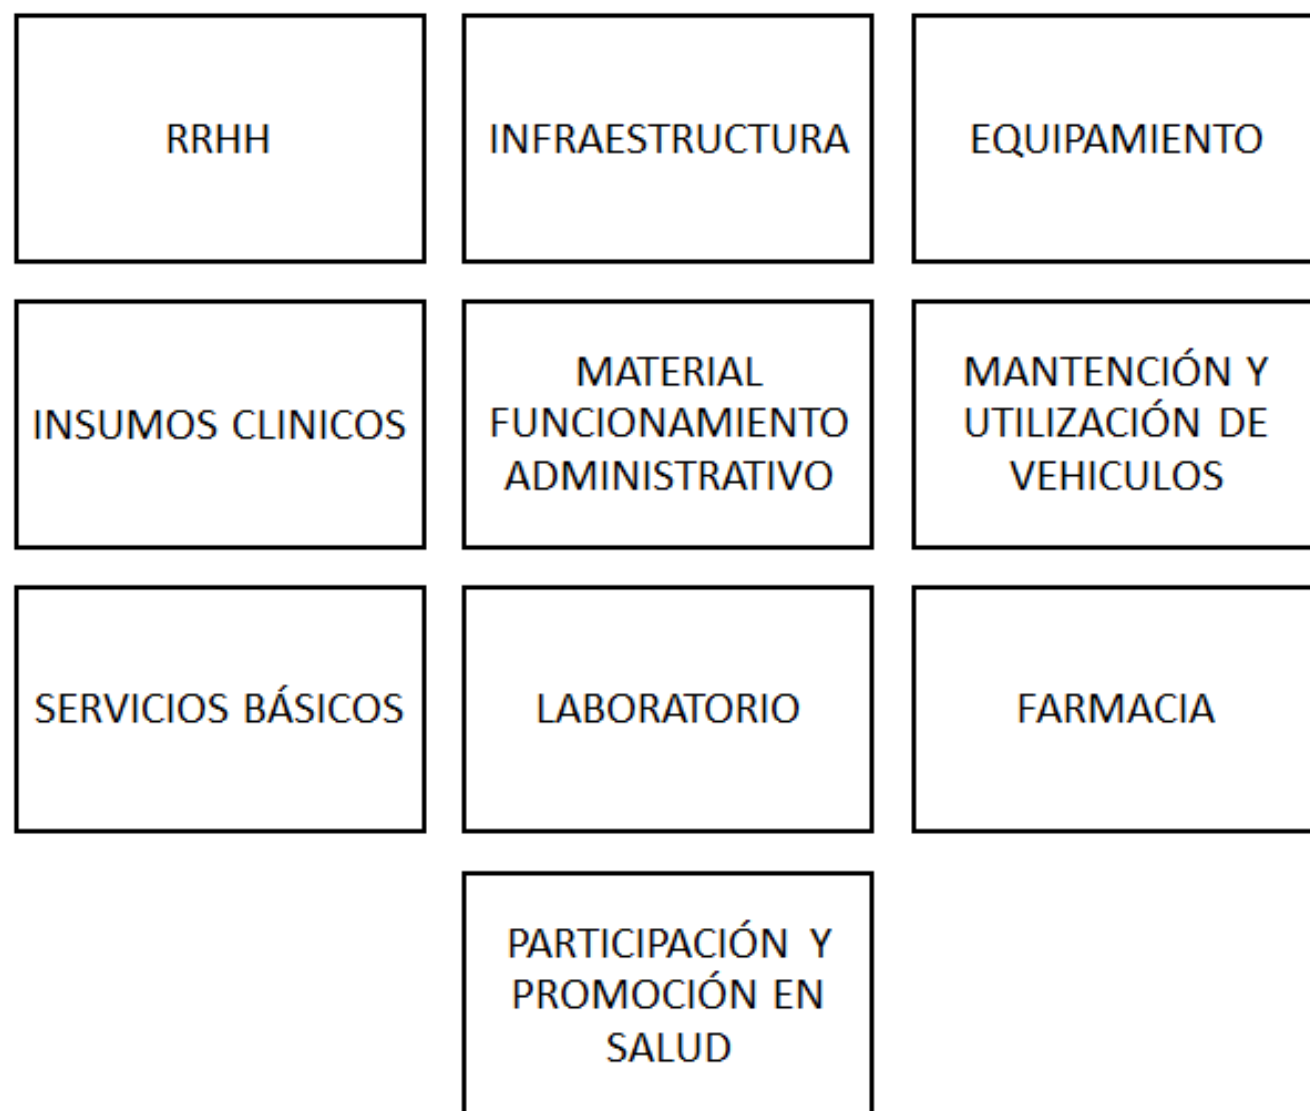 RRHH
INFRAESTRUCTURA
EQUIPAMIENTO
INSUMOS CLINICOS
MATERIAL
FUNCIONAMIENTO
ADMINISTRATIVO
MANTENCIÓN Y
UTILIZACIÓN DE
VEHICULOS
SERVICIOS BÁSICOS
LABORATORIO
FARMACIA
PARTICIPACIÓN Y
PROMOCIÓN EN
SALUD